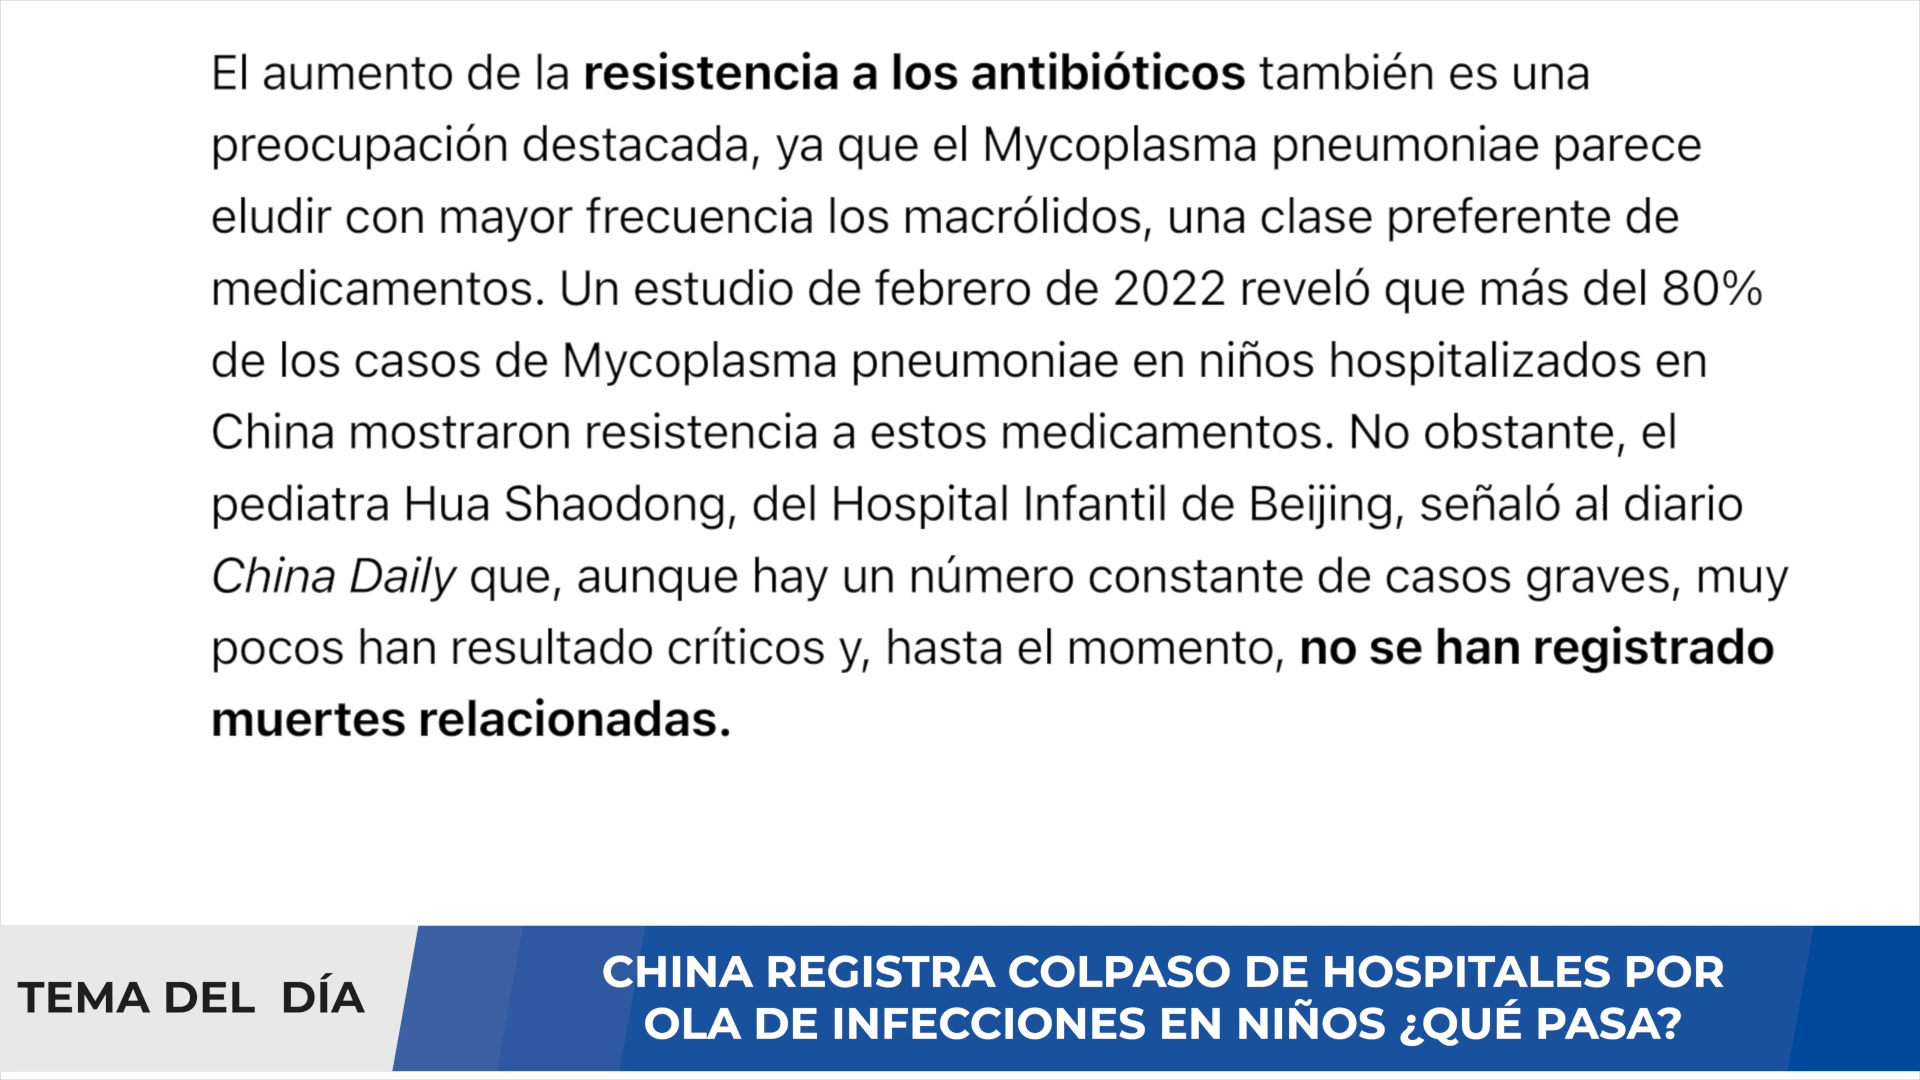 El aumento de la resistencia a los antibióticos también es una
preocupación destacada, ya que el Mycoplasma pneumoniae parece
eludir con mayor frecuencia los macrólidos, una clase preferente de
medicamentos. Un estudio de febrero de 2022 reveló que más del 80%
de los casos de Mycoplasma pneumoniae en niños hospitalizados en
China mostraron resistencia a estos medicamentos. No obstante, el
pediatra Hua Shaodong, del Hospital Infantil de Beijing, señaló al diario
China Daily que, aunque hay un número constante de casos graves, muy
pocos han resultado críticos y, hasta el momento, no se han registrado
muertes relacionadas.
TEMA DEL DÍA
CHINA REGISTRA COLPASO DE HOSPITALES POR
OLA DE INFECCIONES EN NIÑOS ¿QUÉ PASA?